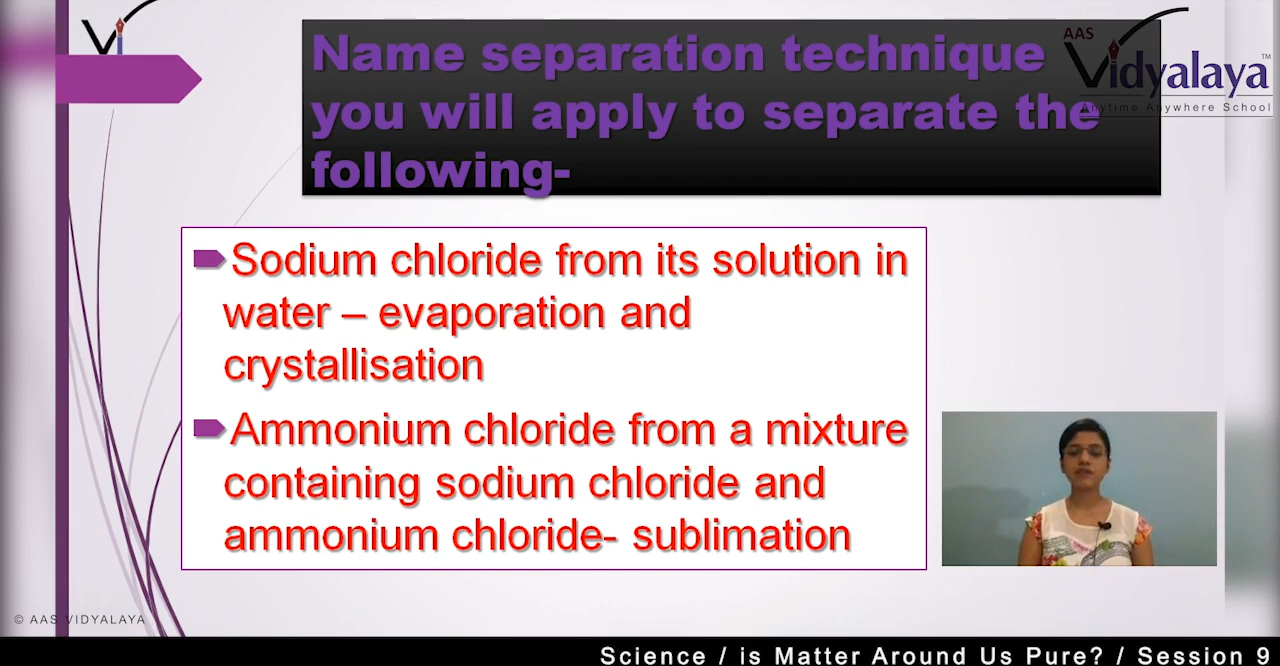 Name separation technique
you will apply to separate the
following-
AAS
Vidyalaya
TM
Anytime Anywhere School
Sodium chloride from its solution in
water – evaporation and
crystallisation
Ammonium chloride from a mixture
containing sodium chloride and
ammonium chloride- sublimation
© AAS VIDYALAYA
Science / is Matter Around Us Pure? / Session 9